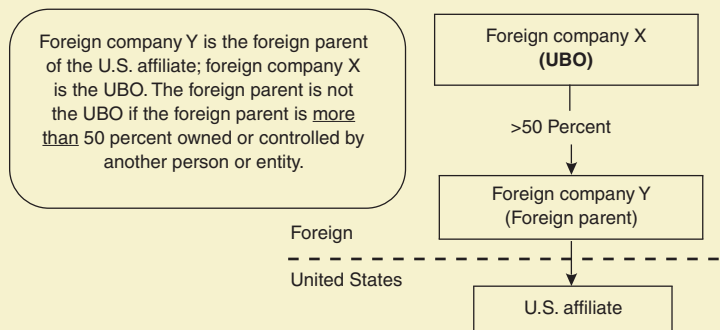 Foreign company Y is the foreign parent
of the U.S. affiliate; foreign company X
is the UBO. The foreign parent is not
the UBO if the foreign parent is more
than 50 percent owned or controlled by
another person or entity.
Foreign company X
(UBO)
>50 Percent
Foreign company Y
(Foreign parent)
Foreign
United States
U.S. affiliate